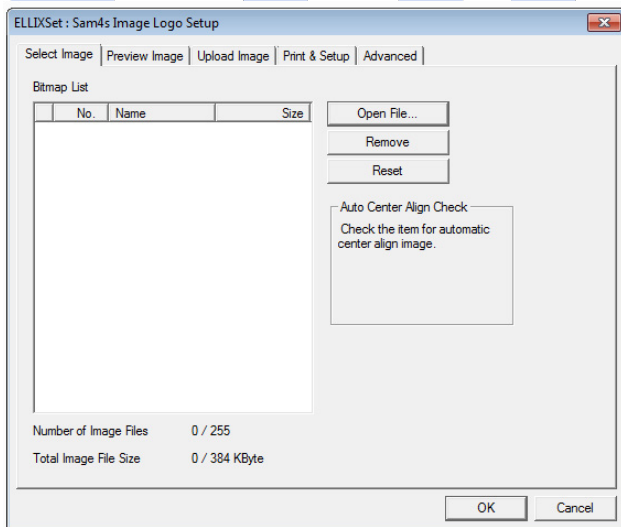 ELLIXSet : Sam4s Image Logo Setup
Select Image Preview Image Upload Image Print & Setup Advanced
Bitmap List
No. Name Size
Open File...
Remove
Reset
Auto Center Align Check
Check the item for automatic
center align image.
Number of Image Files 0 / 255
Total Image File Size 0 / 384 KByte
OK Cancel